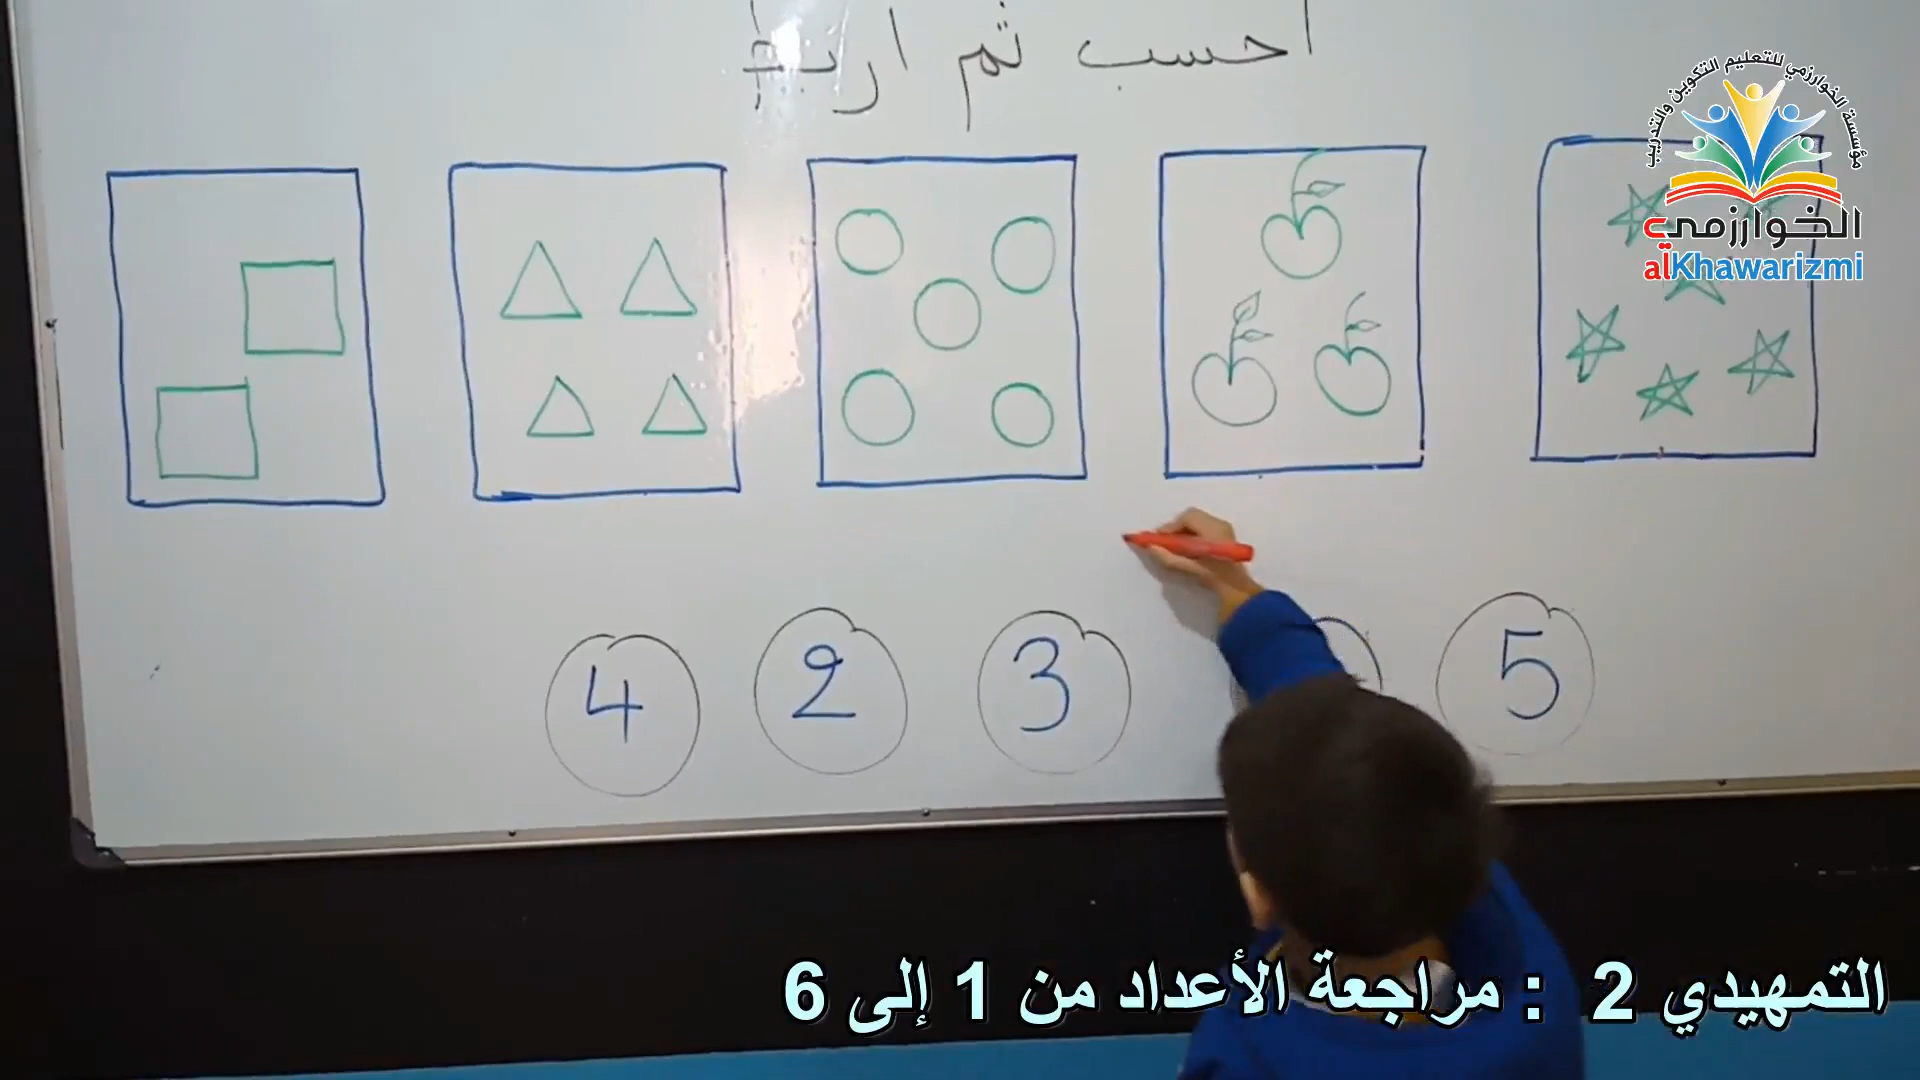 احسب ثم اربط
مؤسسة الخوارزمي للتعليم التكوين والتدريب
الخوارزمي
alKhawarizmi
4 2 3 5
التمهيدي 2 : مراجعة الأعداد من 1 إلى 6